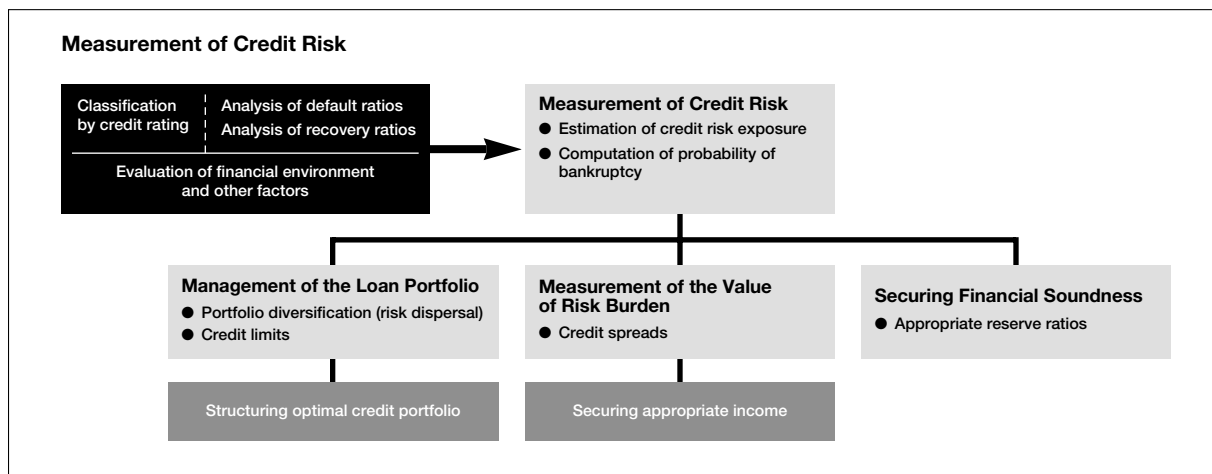 Measurement of Credit Risk
Classification
by credit rating
Analysis of default ratios
Analysis of recovery ratios
Evaluation of financial environment
and other factors
Measurement of Credit Risk
● Estimation of credit risk exposure
● Computation of probability of
bankruptcy
Management of the Loan Portfolio
● Portfolio diversification (risk dispersal)
● Credit limits
Measurement of the Value
of Risk Burden
● Credit spreads
Securing Financial Soundness
● Appropriate reserve ratios
Structuring optimal credit portfolio
Securing appropriate income